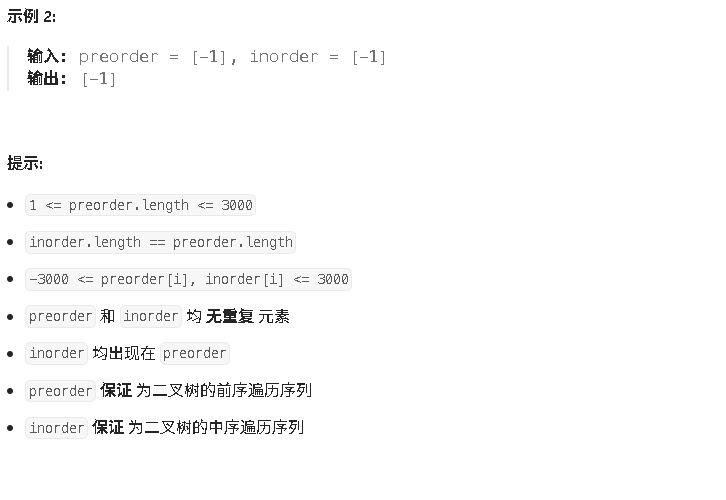 示例 2:
输入: preorder = [-1], inorder = [-1]
输出: [-1]
提示:
1 <= preorder.length <= 3000
inorder.length == preorder.length
-3000 <= preorder[i], inorder[i] <= 3000
preorder 和 inorder 均 无重复 元素
inorder 均出现在 preorder
preorder 保证 为二叉树的前序遍历序列
inorder 保证 为二叉树的中序遍历序列